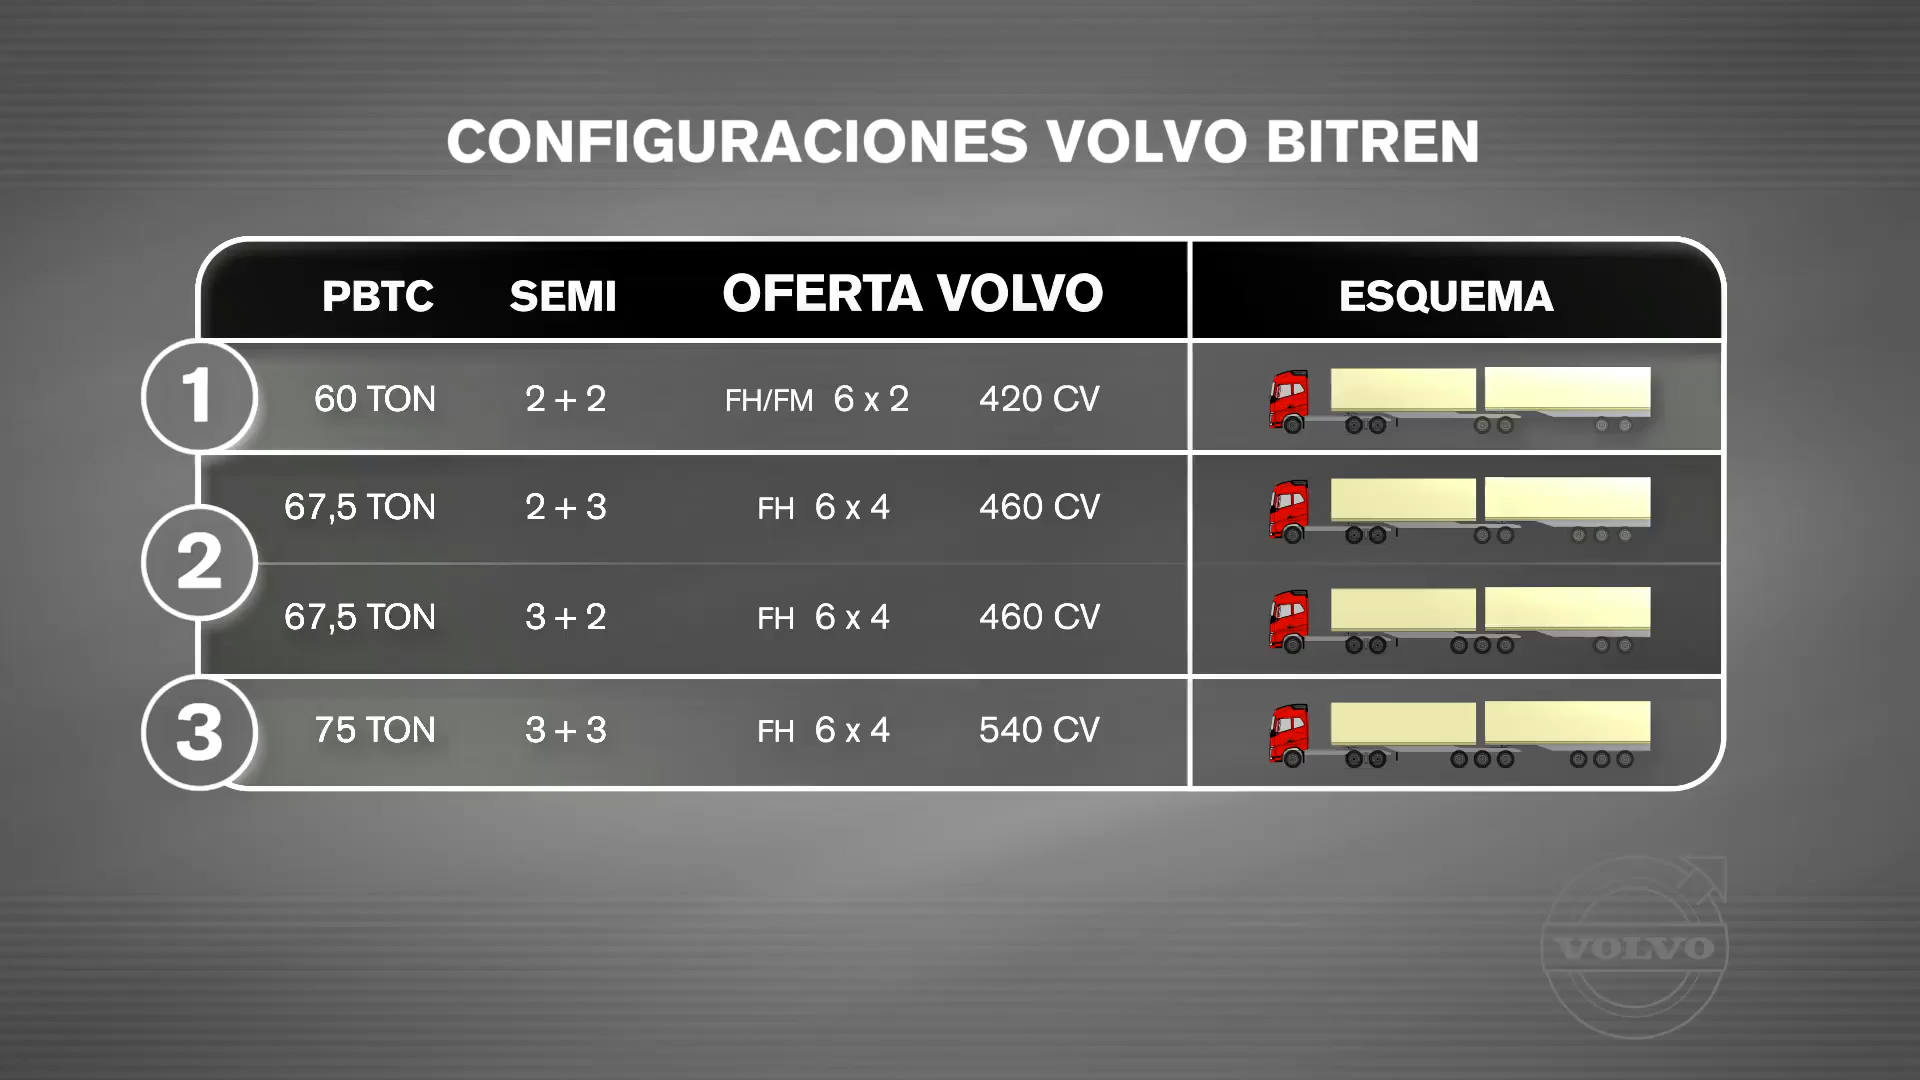 CONFIGURACIONES VOLVO BITREN
PBTC SEMI OFERTA VOLVO ESQUEMA
1 60 TON 2 + 2 FH/FM 6 x 2 420 CV
2
67,5 TON 2 + 3 FH 6 x 4 460 CV
67,5 TON 3 + 2 FH 6 x 4 460 CV
3 75 TON 3 + 3 FH 6 x 4 540 CV
VOLVO